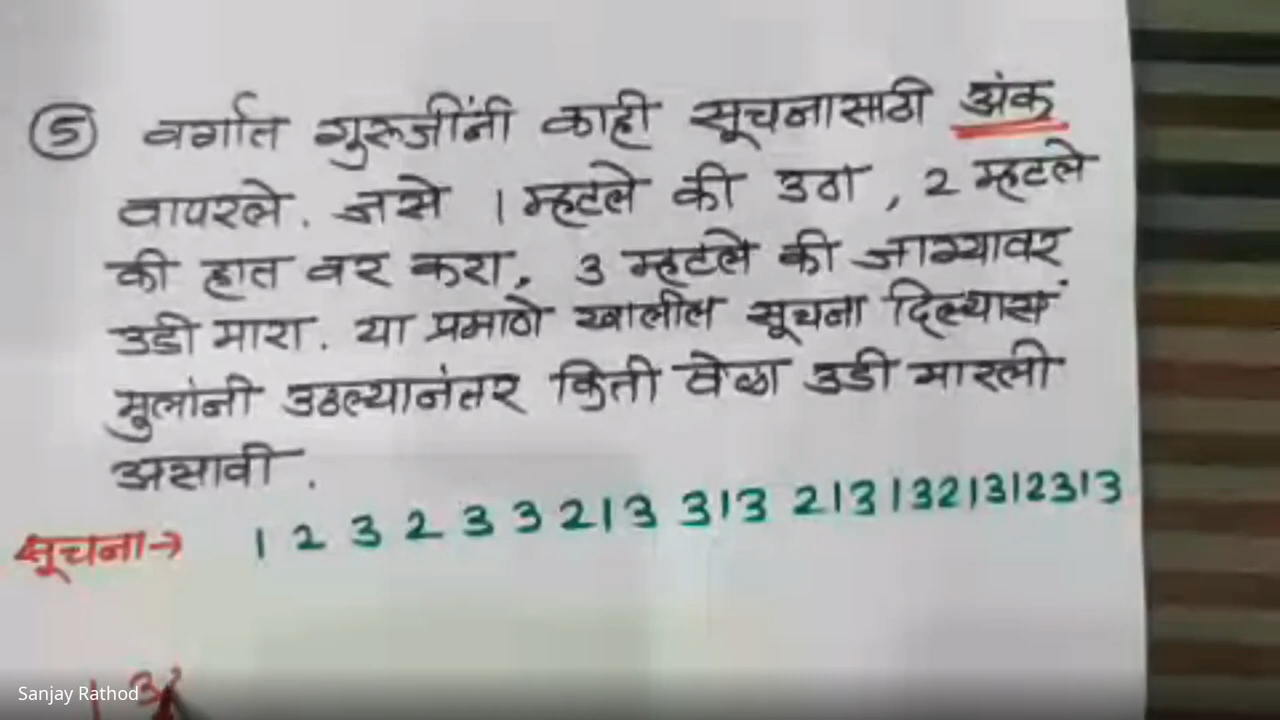 ⑤ वर्गात गुरूजींनी काही सूचनासाठी अंक
वापरले. जसे 1 म्हटले की उठा , 2 म्हटले
की हात वर करा, 3 म्हटले की जाग्यावर
उडी मारा. या प्रमाणे खालील सूचना दिल्यास
मुलांनी उठल्यानंतर किती वेळा उडी मारली
असावी .
सूचना→ 1 2 3 2 3 3 2 1 3 3 1 3 2 1 3 1 3 2 1 3 1 2 3 1 3
1 3
Sanjay Rathod